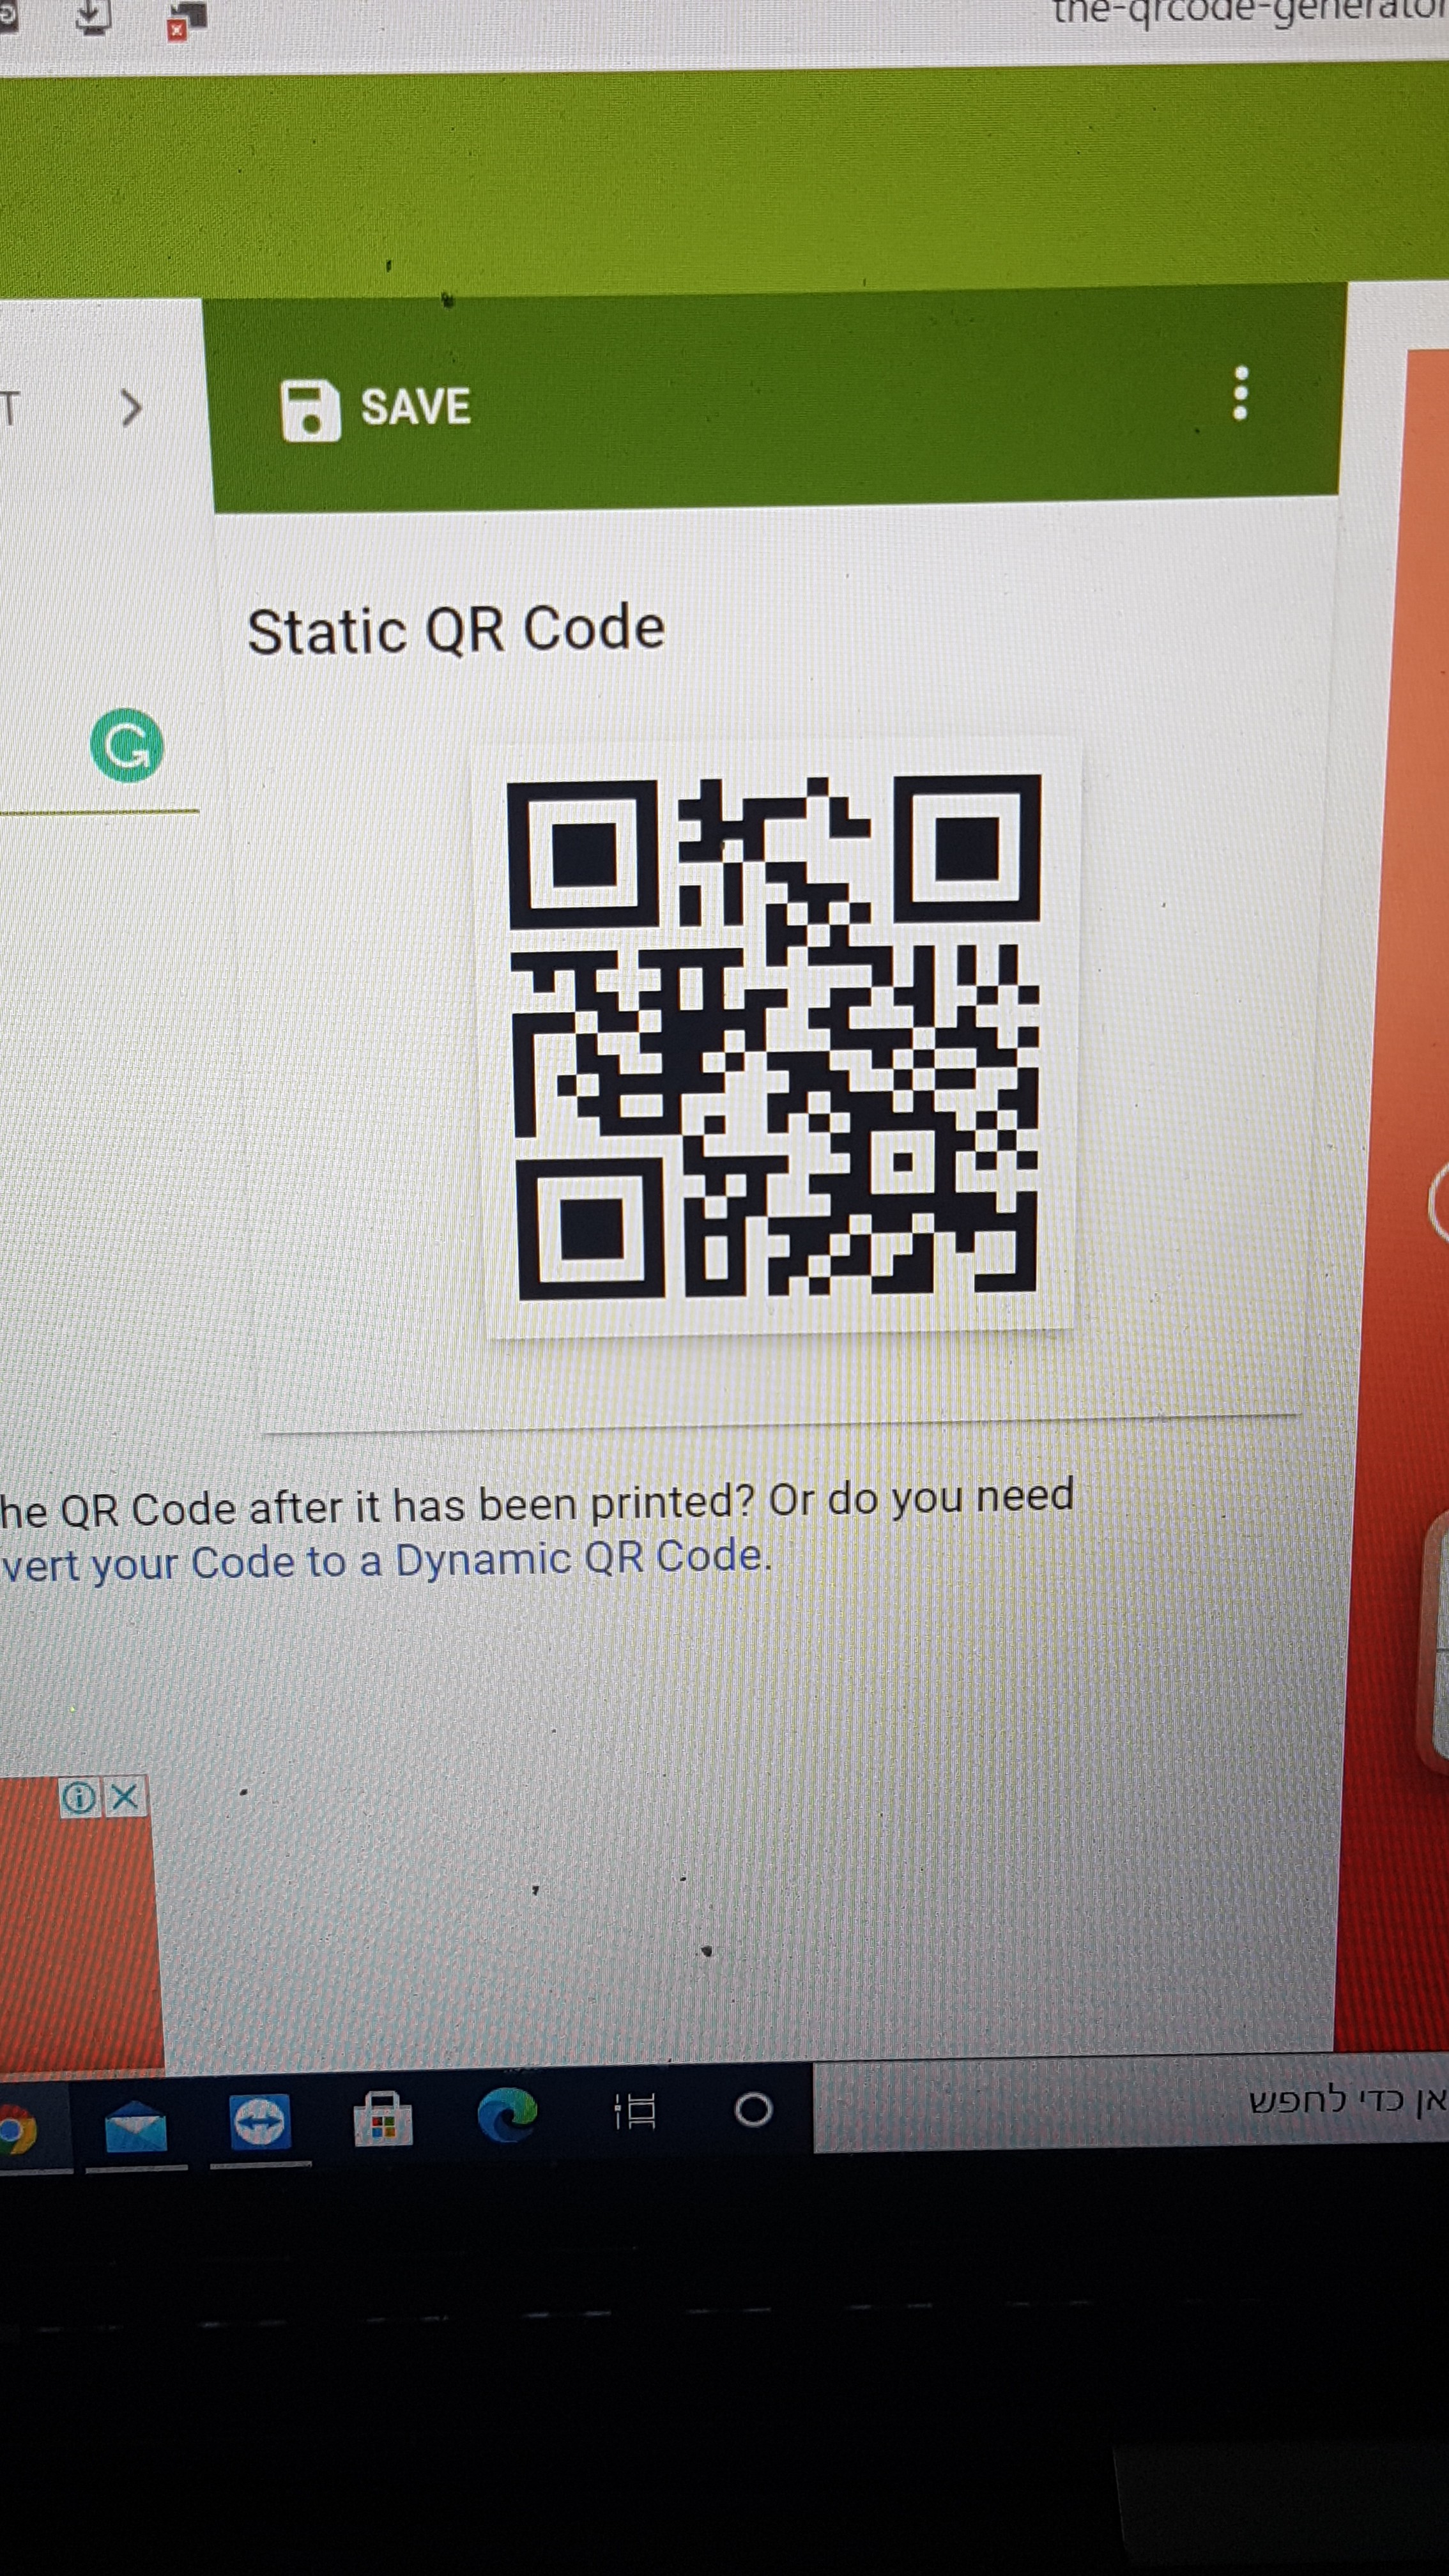 the-qrcode-generator
T
SAVE
Static QR Code
he QR Code after it has been printed? Or do you need
vert your Code to a Dynamic QR Code.
אן כדי לחפש